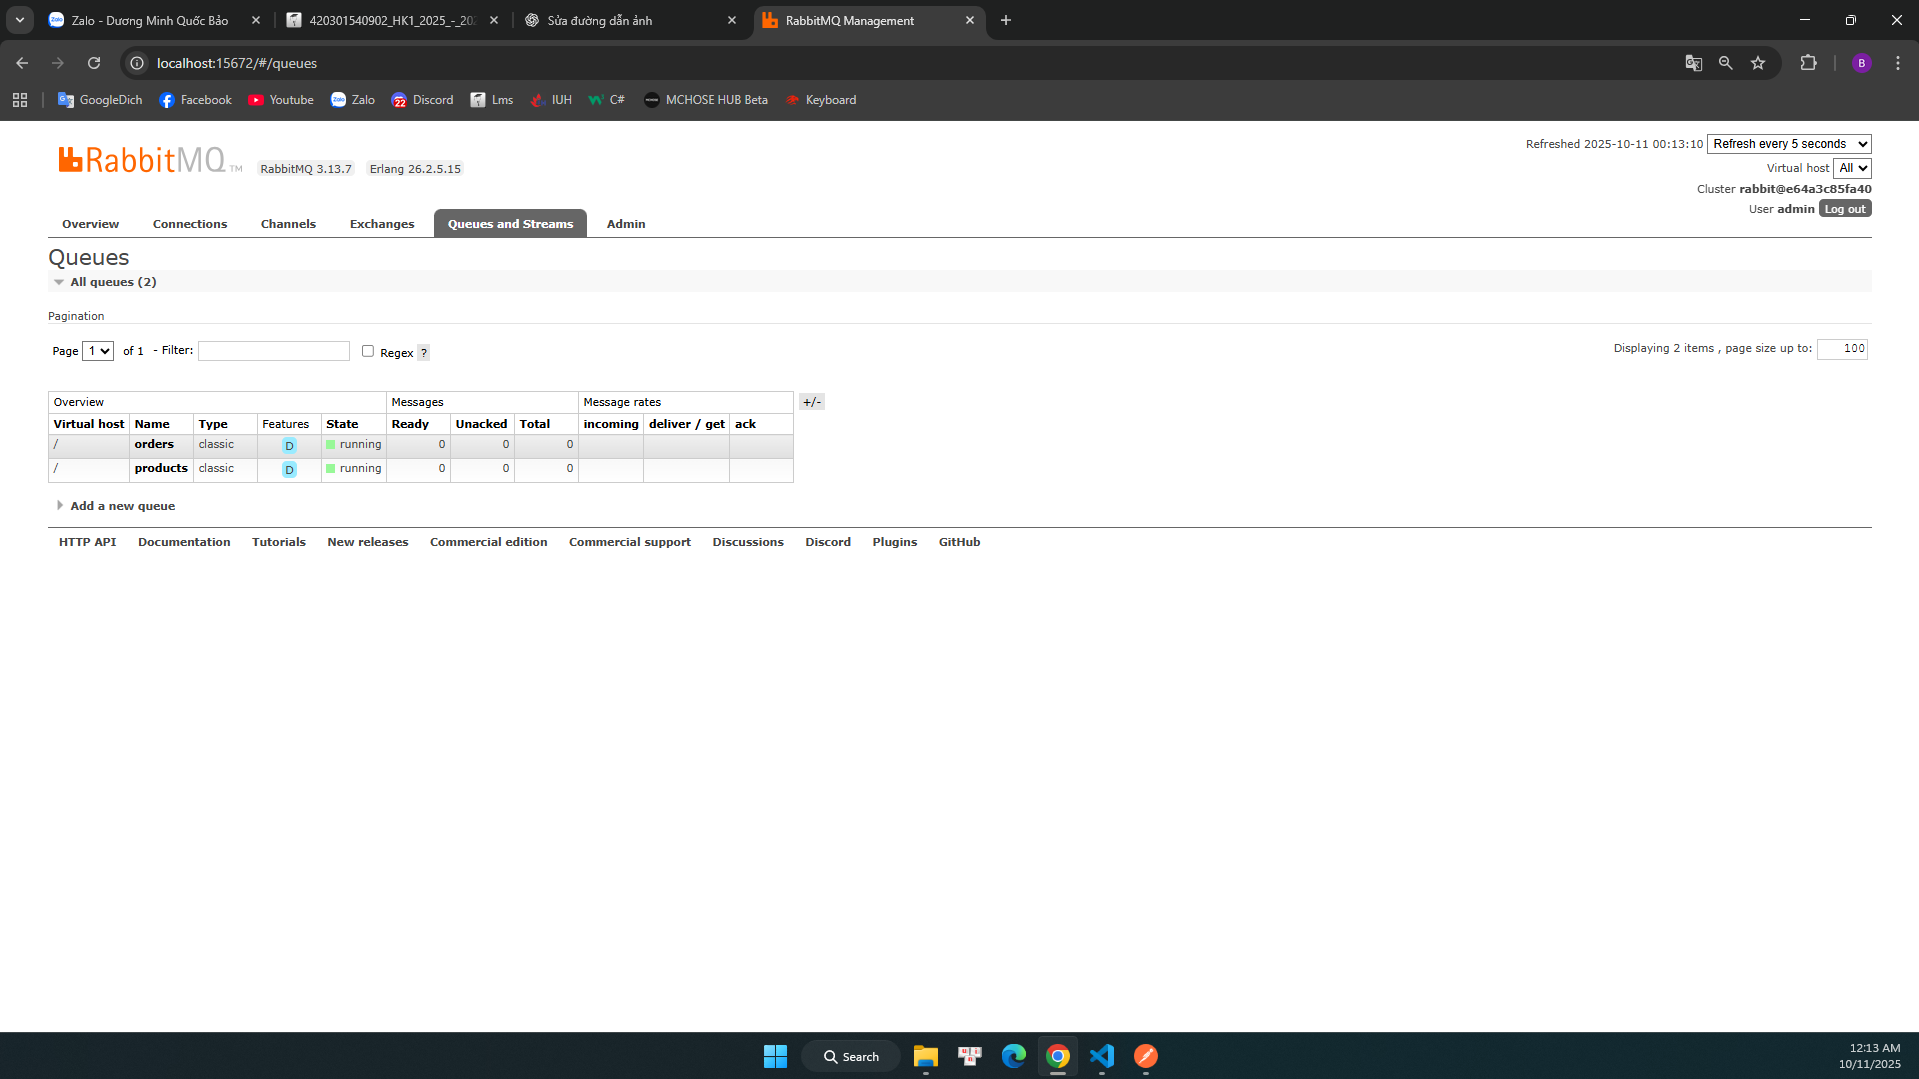 Zalo - Dương Minh Quốc Bảo
420301540902_HK1_2025_-_202
Sửa đường dẫn ảnh
RabbitMQ Management
localhost:15672/#/queues
B
GoogleDich
Facebook
Youtube
Zalo
Discord
Lms
IUH
C#
MCHOSE HUB Beta
Keyboard
RabbitMQ TM
RabbitMQ 3.13.7
Erlang 26.2.5.15
Refreshed 2025-10-11 00:13:10
Refresh every 5 seconds
Virtual host All
Cluster rabbit@e64a3c85fa40
User admin Log out
Overview
Connections
Channels
Exchanges
Queues and Streams
Admin
Queues
All queues (2)
Pagination
Page 1 of 1 - Filter:
Regex ?
Displaying 2 items , page size up to: 100
Overview Messages Message rates +/-
Virtual host Name Type Features State Ready Unacked Total incoming deliver / get ack
/ orders classic D running 0 0 0
/ products classic D running 0 0 0
Add a new queue
HTTP API
Documentation
Tutorials
New releases
Commercial edition
Commercial support
Discussions
Discord
Plugins
GitHub
Search
12:13 AM
10/11/2025